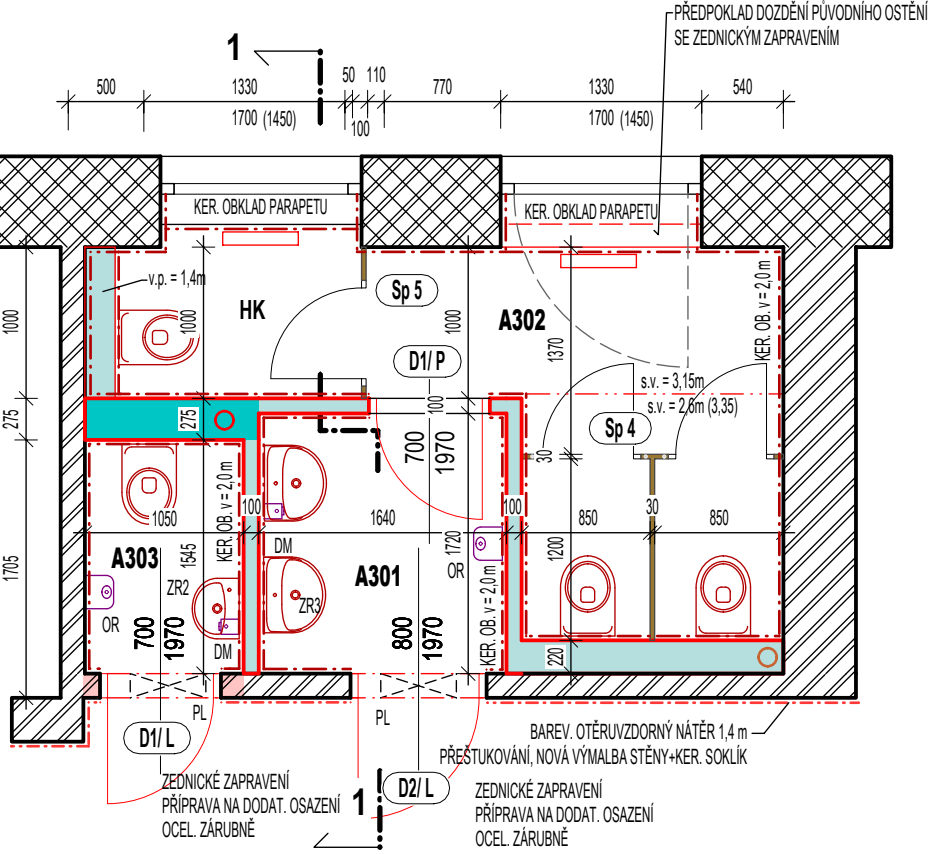 PŘEDPOKLAD DOZDĚNÍ PŮVODNÍHO OSTĚNÍ
SE ZEDNICKÝM ZAPRAVENÍM
1
500
1330
50
110
770
1330
540
1700 (1450)
100
1700 (1450)
KER. OBKLAD PARAPETU
KER. OBKLAD PARAPETU
v.p. = 1,4m
HK
Sp 5
A302
KER. OB. v = 2,0 m
1000
1000
1000
1370
D1/ P
s.v. = 3,15m
s.v. = 2,6m (3,35)
100
275
275
Sp 4
700
1970
30
KER. OB. v = 2,0 m
1050
100
1640
100
850
30
850
1705
A303
1545
DM
A301
1720
OR
1200
ZR2
ZR3
OR
700
1970
DM
800
1970
KER. OB. v = 2,0 m
220
PL
PL
D1/ L
BAREV. OTĚRUVZDORNÝ NÁTĚR 1,4 m
PŘEŠTUKOVÁNÍ, NOVÁ VÝMALBA STĚNY+KER. SOKLÍK
ZEDNICKÉ ZAPRAVENÍ
PŘÍPRAVA NA DODAT. OSAZENÍ
OCEL. ZÁRUBNĚ
1
D2/ L
ZEDNICKÉ ZAPRAVENÍ
PŘÍPRAVA NA DODAT. OSAZENÍ
OCEL. ZÁRUBNĚ